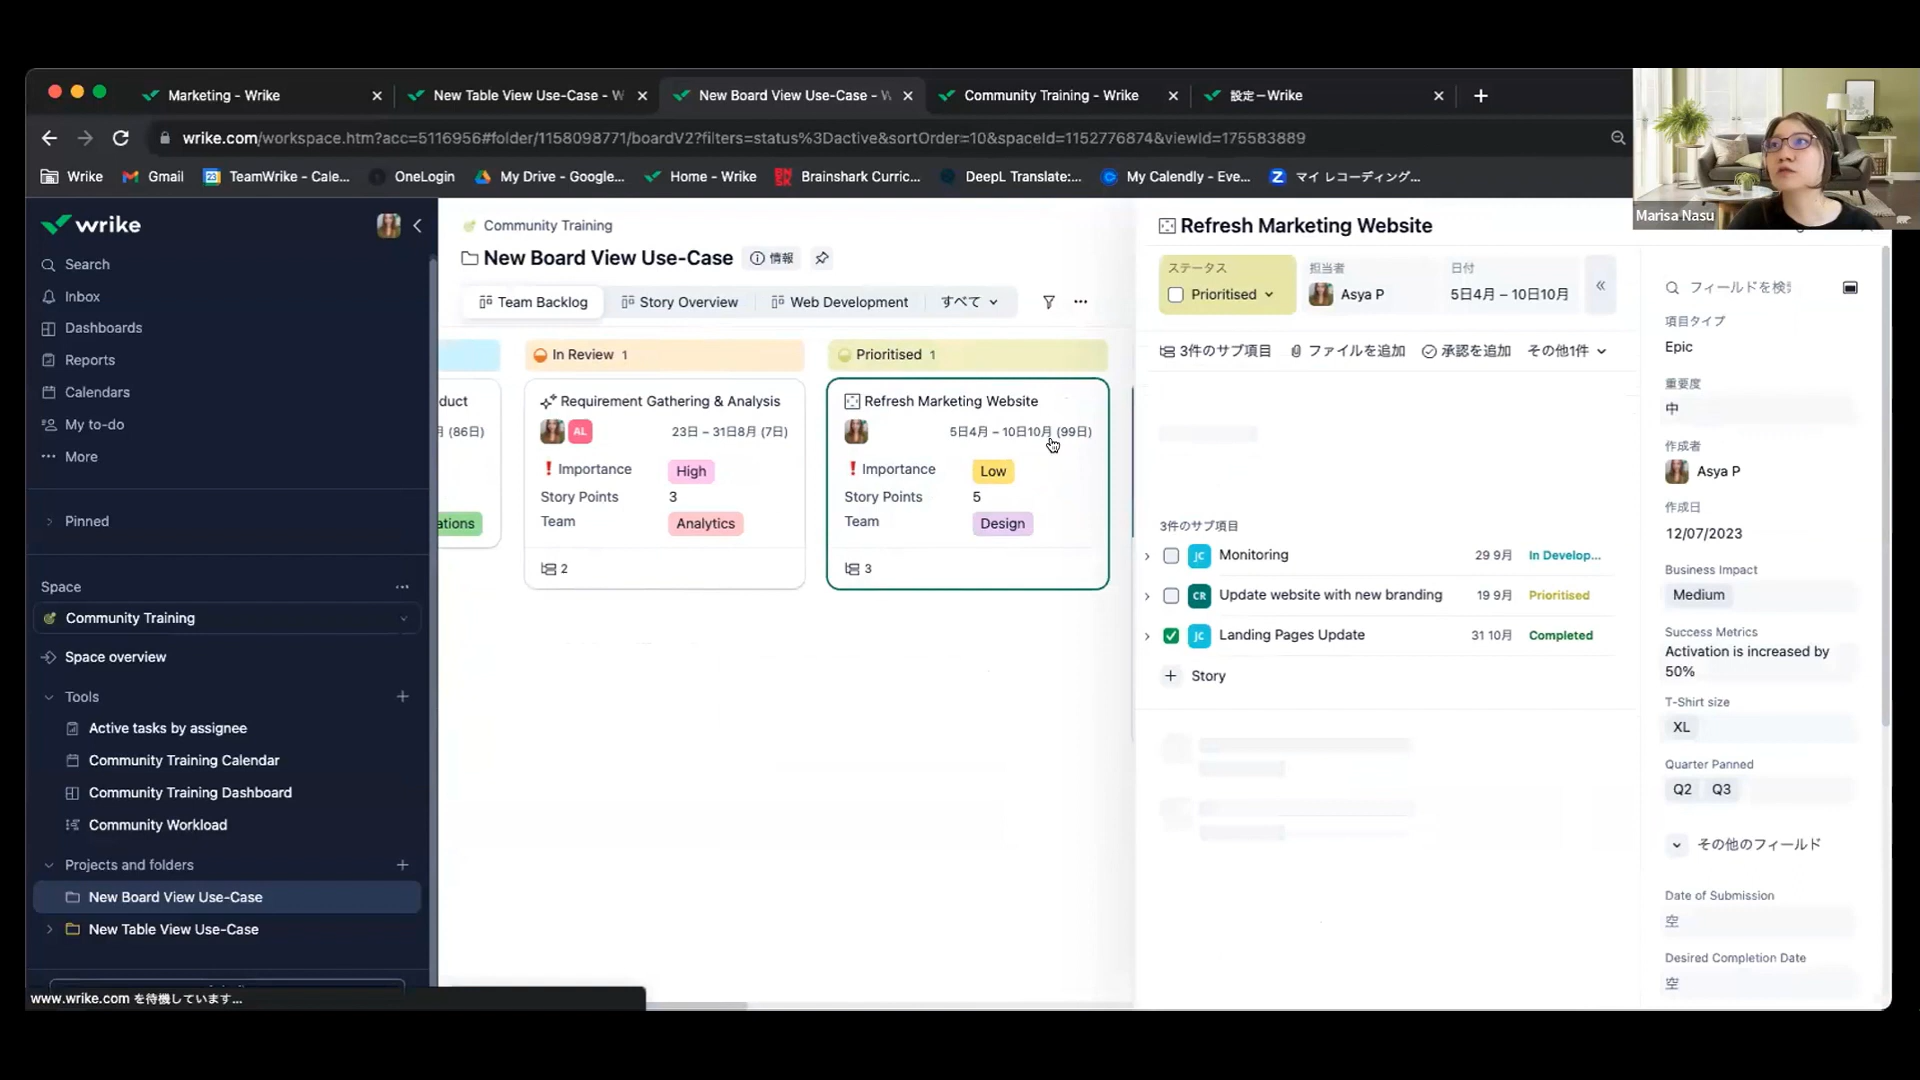 Marketing - Wrike
New Table View Use-Case - W
New Board View Use-Case - W
Community Training - Wrike
設定 – Wrike
wrike.com/workspace.htm?acc=5116956#folder/1158098771/boardV2?filters=status%3Dactive&sortOrder=10&spaceId=1152776874&viewId=175583889
Wrike
Gmail
TeamWrike - Cale...
OneLogin
My Drive - Google...
Home - Wrike
Brainshark Curric...
DeepL Translate:...
My Calendly - Eve...
マイ レコーディング...
Marisa Nasu
wrike
Search
Inbox
Dashboards
Reports
Calendars
My to-do
More
Pinned
Space
Community Training
Space overview
Tools
Active tasks by assignee
Community Training Calendar
Community Training Dashboard
Community Workload
Projects and folders
New Board View Use-Case
New Table View Use-Case
www.wrike.com を待機しています...
Community Training
New Board View Use-Case
情報
Team Backlog
Story Overview
Web Development
すべて
duct
月 (86日)
ations
In Review 1
Requirement Gathering & Analysis
AL
23日 – 31日8月 (7日)
Importance High
Story Points 3
Team Analytics
2
Prioritised 1
Refresh Marketing Website
5日4月 – 10日10月 (99日)
Importance Low
Story Points 5
Team Design
3
Refresh Marketing Website
ステータス
Prioritised
担当者
Asya P
日付
5日4月 – 10日10月
3件のサブ項目
ファイルを追加
承認を追加
その他1件
3件のサブ項目
JC Monitoring 29 9月 In Develop...
CR Update website with new branding 19 9月 Prioritised
JC Landing Pages Update 31 10月 Completed
Story
フィールドを検索
項目タイプ
Epic
重要度
中
作成者
Asya P
作成日
12/07/2023
Business Impact
Medium
Success Metrics
Activation is increased by
50%
T-Shirt size
XL
Quarter Panned
Q2 Q3
その他のフィールド
Date of Submission
空
Desired Completion Date
空